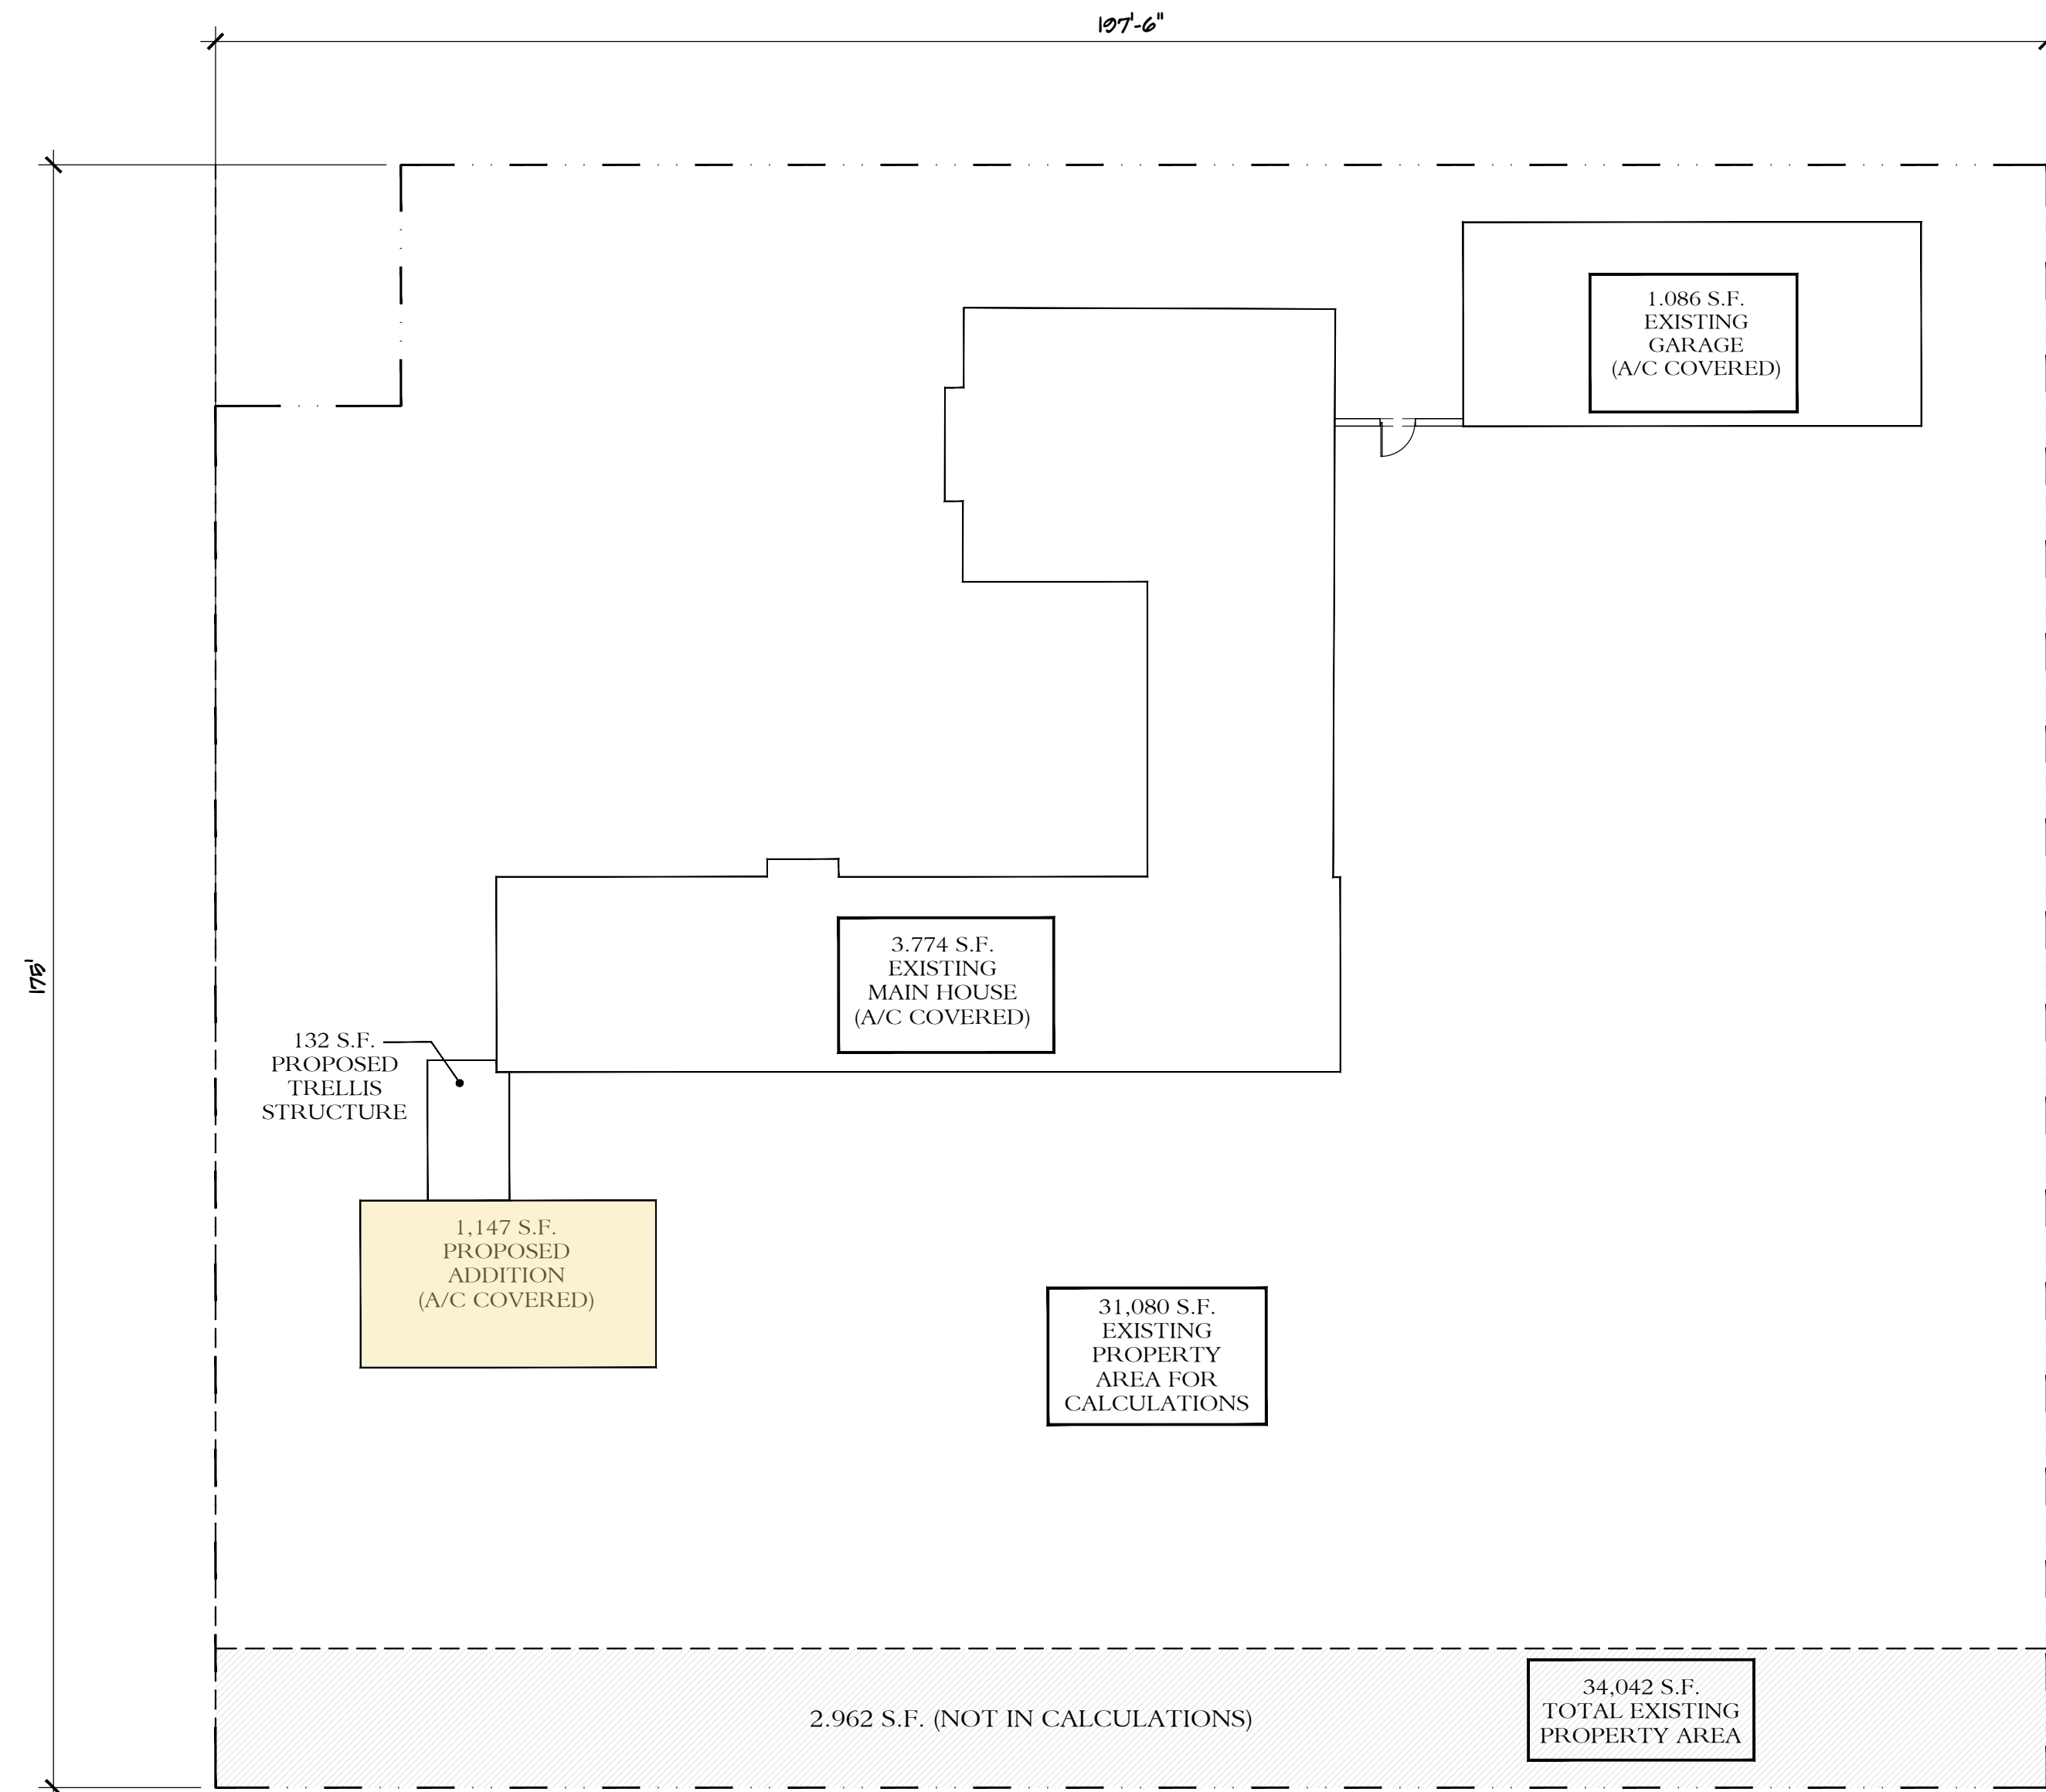 197'-6"
1.086 S.F.
EXISTING
GARAGE
(A/C COVERED)
3.774 S.F.
EXISTING
MAIN HOUSE
(A/C COVERED)
175'
132 S.F.
PROPOSED
TRELLIS
STRUCTURE
1,147 S.F.
PROPOSED
ADDITION
(A/C COVERED)
31,080 S.F.
EXISTING
PROPERTY
AREA FOR
CALCULATIONS
34,042 S.F.
TOTAL EXISTING
PROPERTY AREA
2.962 S.F. (NOT IN CALCULATIONS)